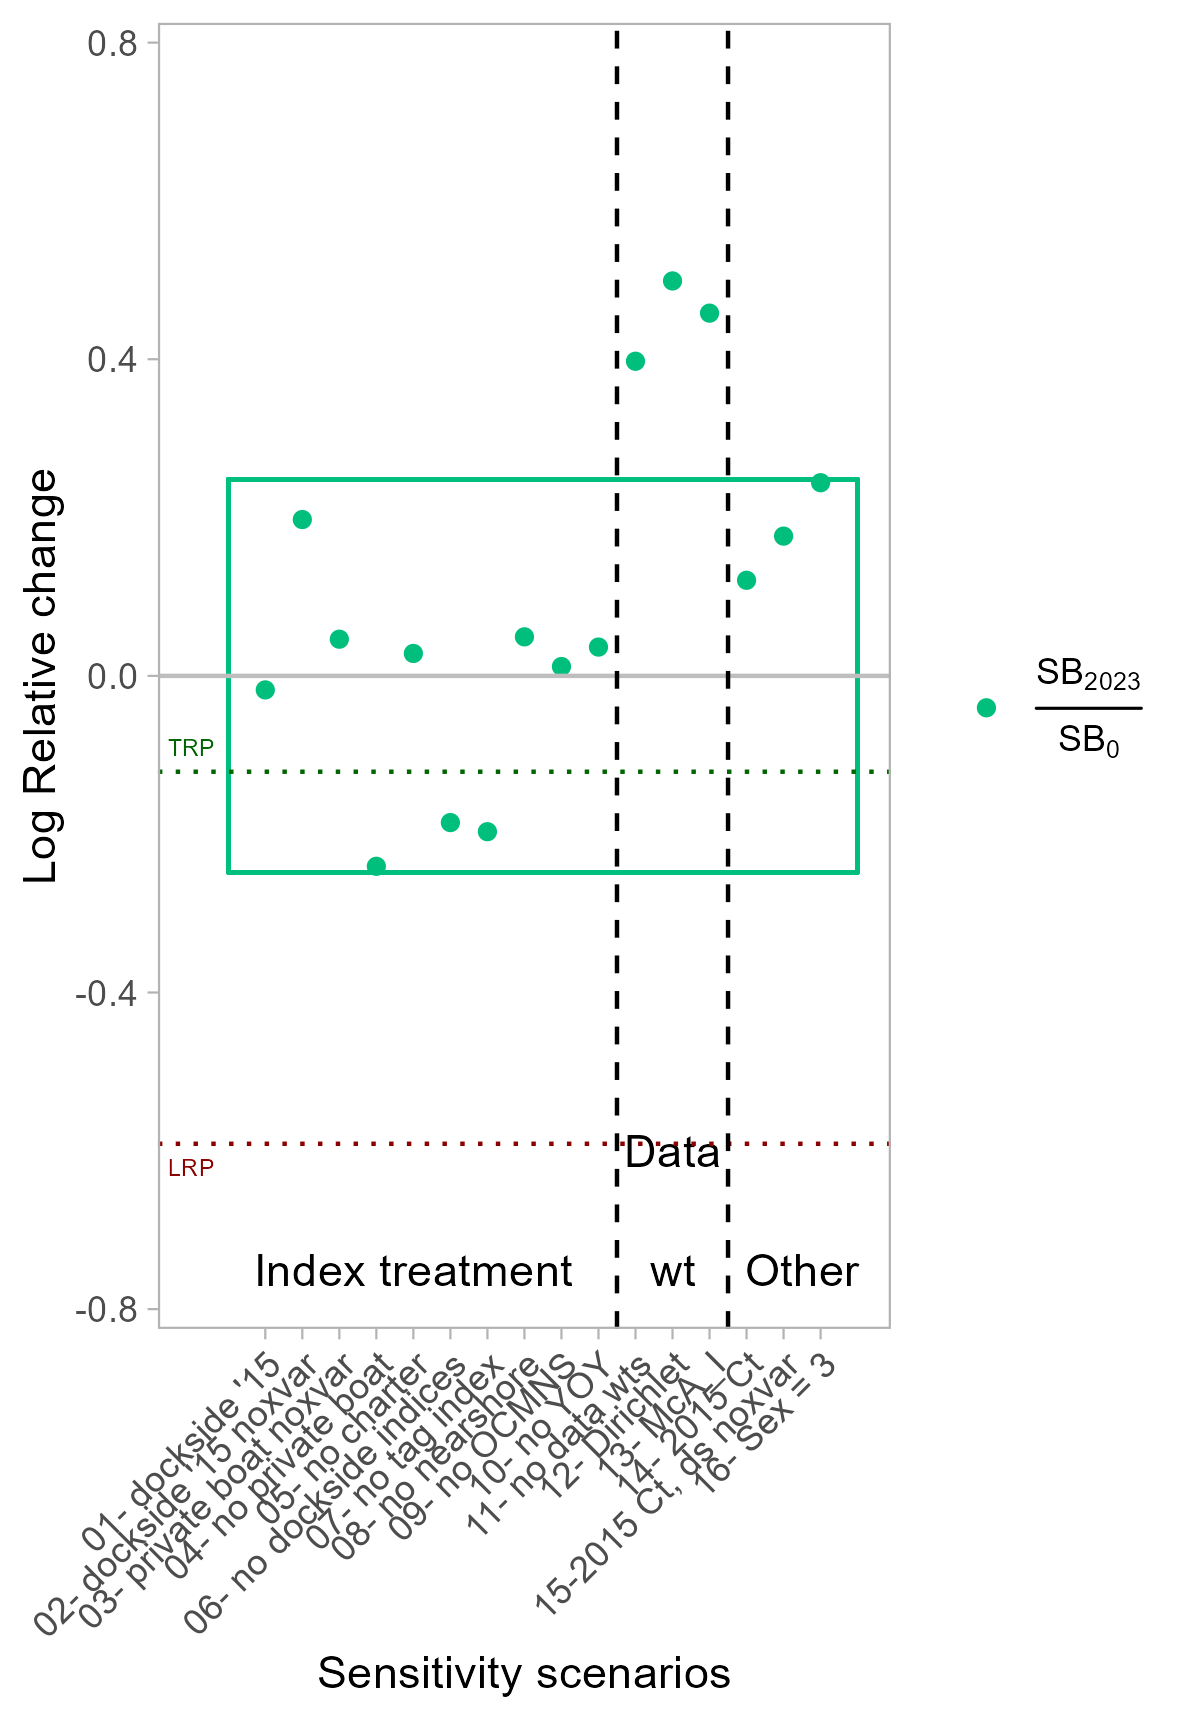 0.8
0.4
0.0
-0.4
-0.8
Log Relative change
TRP
LRP
Data
Index treatment
wt
Other
01- dockside '15
02- dockside '15 noxvar
03- private boat noxvar
04- no private boat
05- no charter
06- no dockside indices
07- no tag index
08- no nearshore
09- no OCMNS
10- no YOY
11- no data wts
12- Dirichlet
13- McA_I
14- 2015 Ct
15-2015 Ct, ds noxvar
16- Sex = 3
Sensitivity scenarios
SB2023
SB0